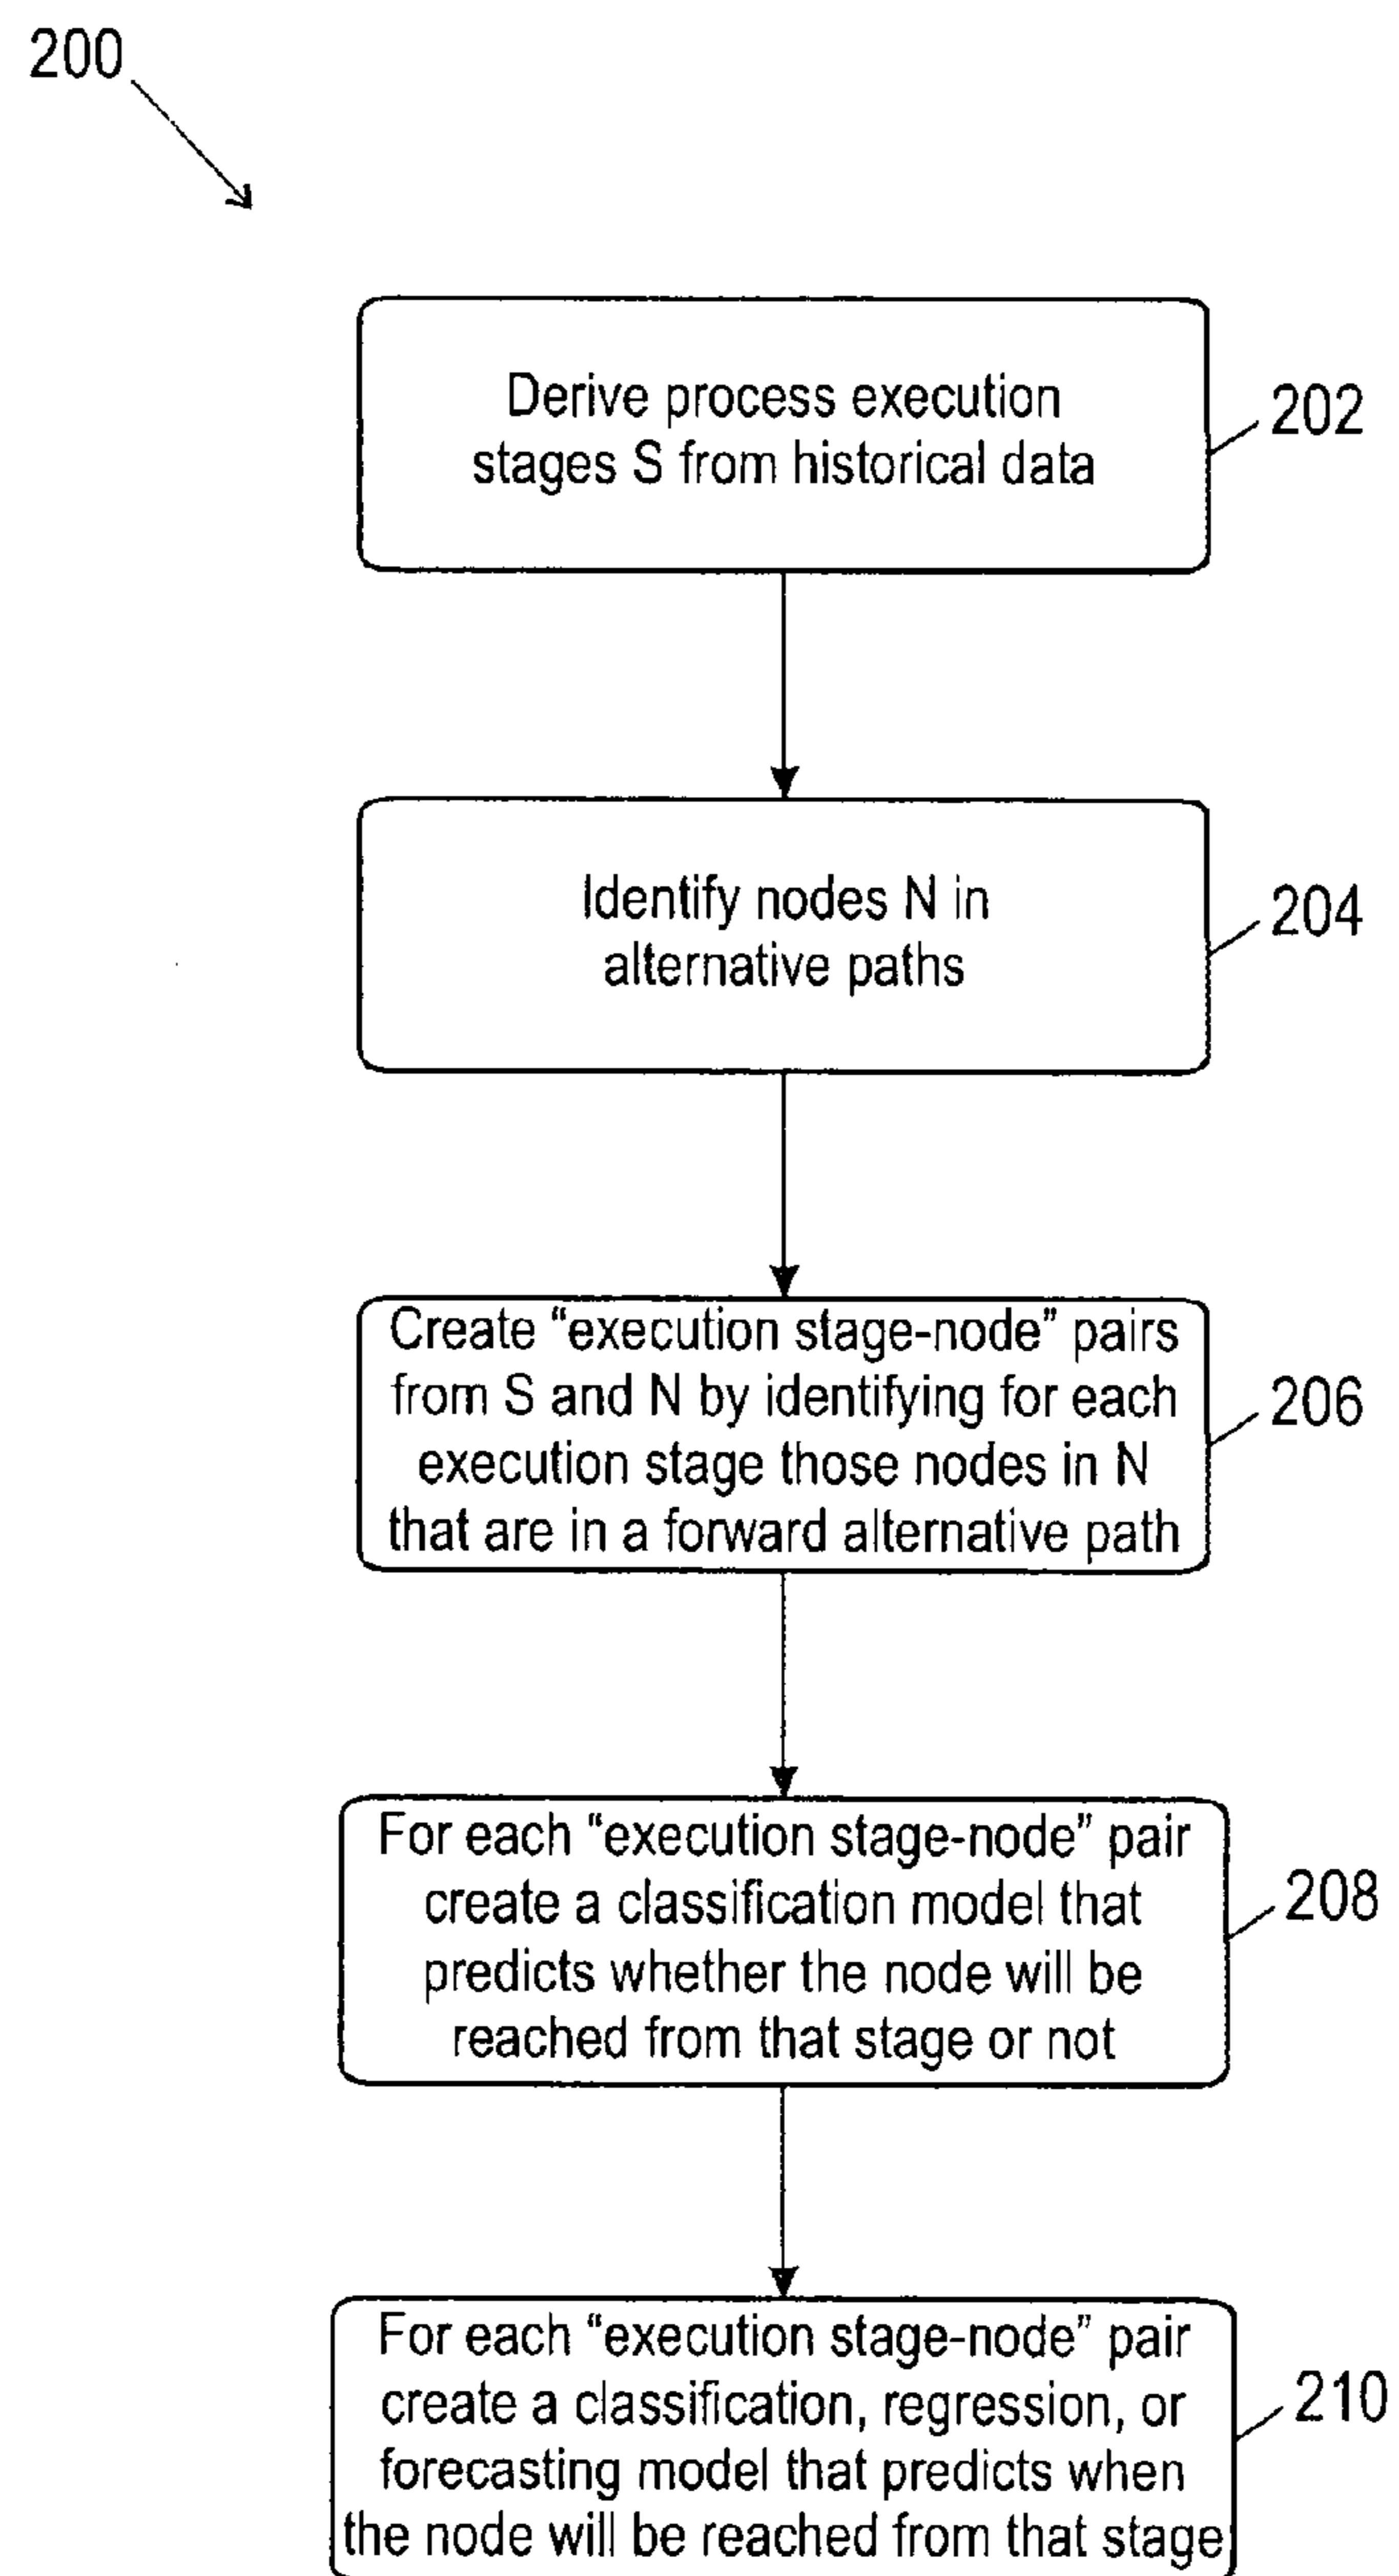 200
Derive process execution
stages S from historical data
202
Identify nodes N in
alternative paths
204
Create “execution stage-node” pairs
from S and N by identifying for each
execution stage those nodes in N
that are in a forward alternative path
206
For each “execution stage-node” pair
create a classification model that
predicts whether the node will be
reached from that stage or not
208
For each “execution stage-node” pair
create a classification, regression, or
forecasting model that predicts when
the node will be reached from that stage
210